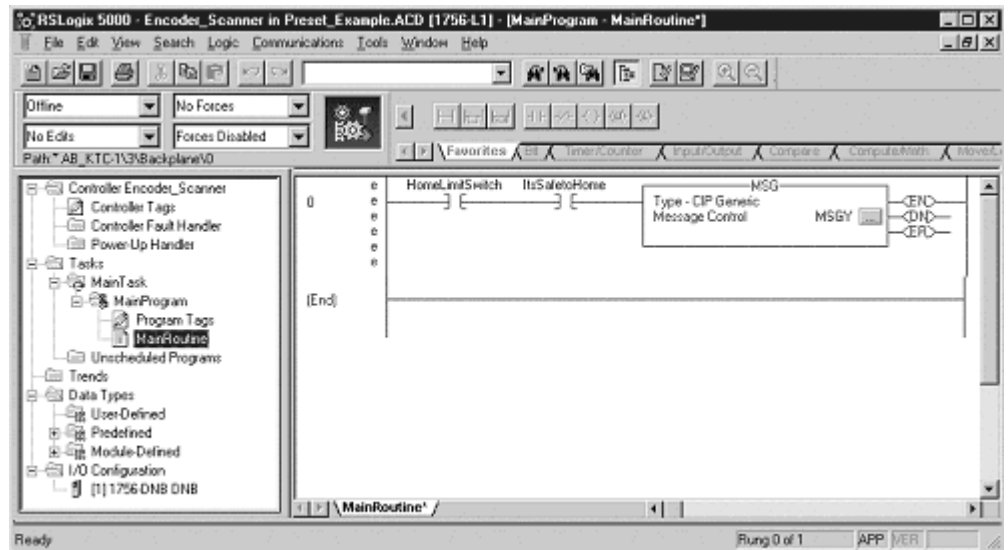 RSLogix 5000 - Encoder_Scanner in Preset_Example.ACD [1756-L1] - [MainProgram - MainRoutine*]
File Edit View Search Logic Communications Tools Window Help
Offline
No Forces
No Edits
Forces Disabled
Path: AB_KTC-1\3\Backplane\0
Favorites Bit Timer/Counter Input/Output Compare Compute/Math
Controller Encoder_Scanner
Controller Tags
Controller Fault Handler
Power-Up Handler
Tasks
MainTask
MainProgram
Program Tags
MainRoutine
Unscheduled Programs
Trends
Data Types
User-Defined
Predefined
Module-Defined
I/O Configuration
[1] 1756-DNB DNB
0
e
e
e
e
e
e
HomeLimitSwitch
ItsSafetoHome
MSG
Type - CIP Generic
Message Control MSGY ...
EN
DN
ER
(End)
MainRoutine*
Ready
Rung 0 of 1 APP VER